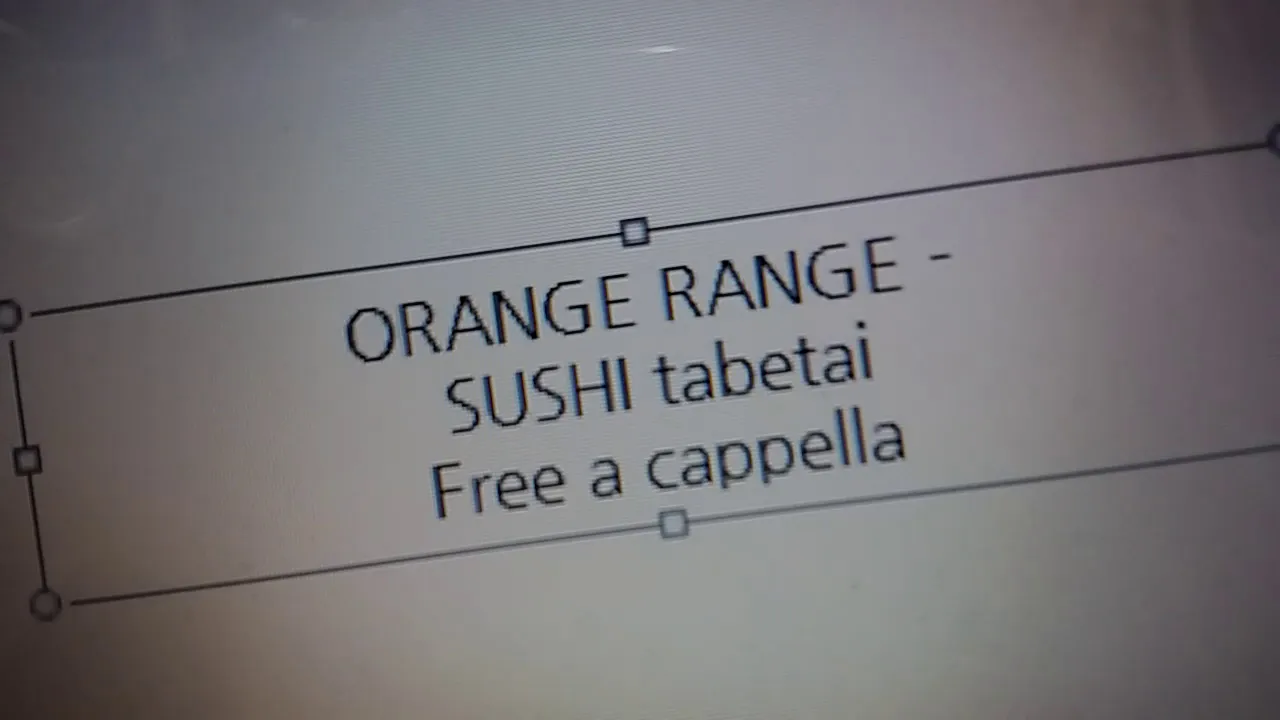 ORANGE RANGE -
SUSHI tabetai
Free a cappella